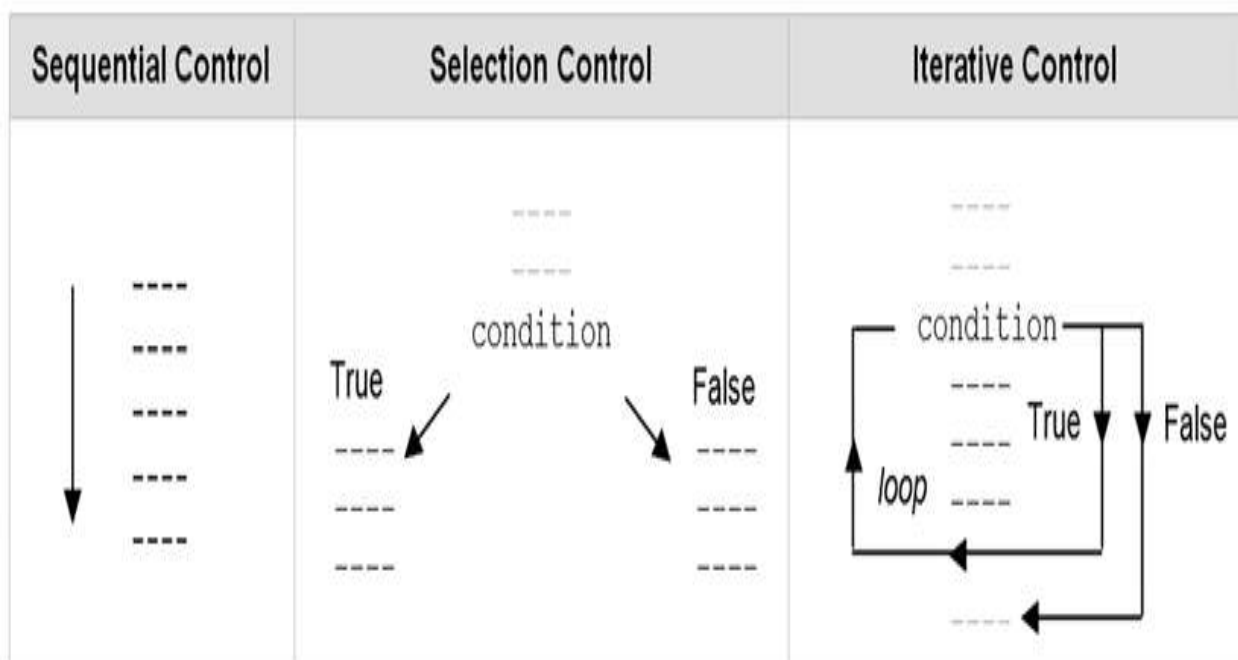 Sequential Control
Selection Control
Iterative Control
----
----
----
----
----
----
----
condition
True
False
----
----
----
----
----
----
----
----
condition
----
----
----
True
False
loop
----